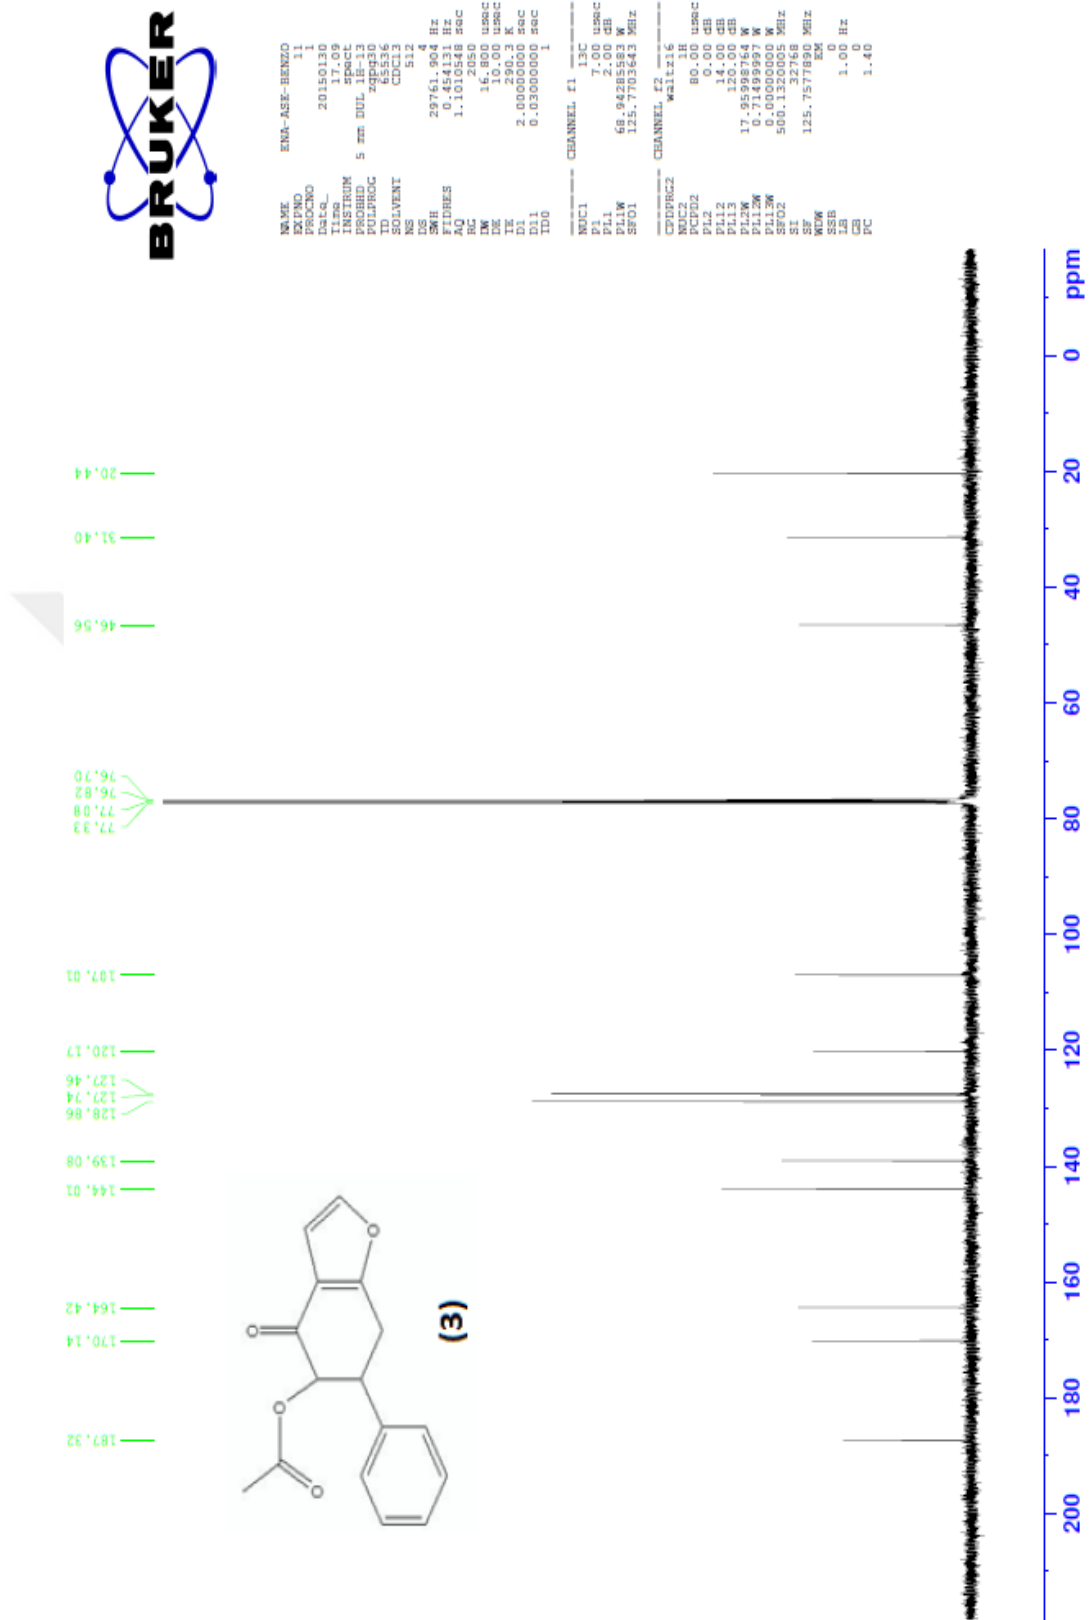 BRUKER
NAME ENA-ASE-BENZO
EXPNO 11
PROCNO 1
Date_ 20150130
Time 17.09
INSTRUM spect
PROBHD 5 mm DUL 1H-13
PULPROG zgpg30
TD 65536
SOLVENT CDCl3
NS 512
DS 4
SWH 29761.904 Hz
FIDRES 0.454131 Hz
AQ 1.1010548 sec
RG 2050
DW 16.800 usec
DE 10.00 usec
TE 290.3 K
D1 2.00000000 sec
D11 0.03000000 sec
TD0 1
======== CHANNEL f1 ========
NUC1 13C
P1 7.00 usec
PL1 2.00 dB
PL1W 68.94285583 W
SFO1 125.7703643 MHz
======== CHANNEL f2 ========
CPDPRG2 waltz16
NUC2 1H
PCPD2 80.00 usec
PL2 0.00 dB
PL12 14.00 dB
PL13 120.00 dB
PL2W 17.95998764 W
PL12W 0.71499997 W
PL13W 0.00000000 W
SFO2 500.1320005 MHz
SI 32768
SF 125.7577890 MHz
WDW EM
SSB 0
LB 1.00 Hz
GB 0
PC 1.40
187.32
170.14
164.42
144.01
139.08
128.86
127.74
127.46
120.17
107.01
77.33
77.08
76.82
76.70
46.56
31.40
20.44
O
O
O
O
(3)
200 180 160 140 120 100 80 60 40 20 0 ppm